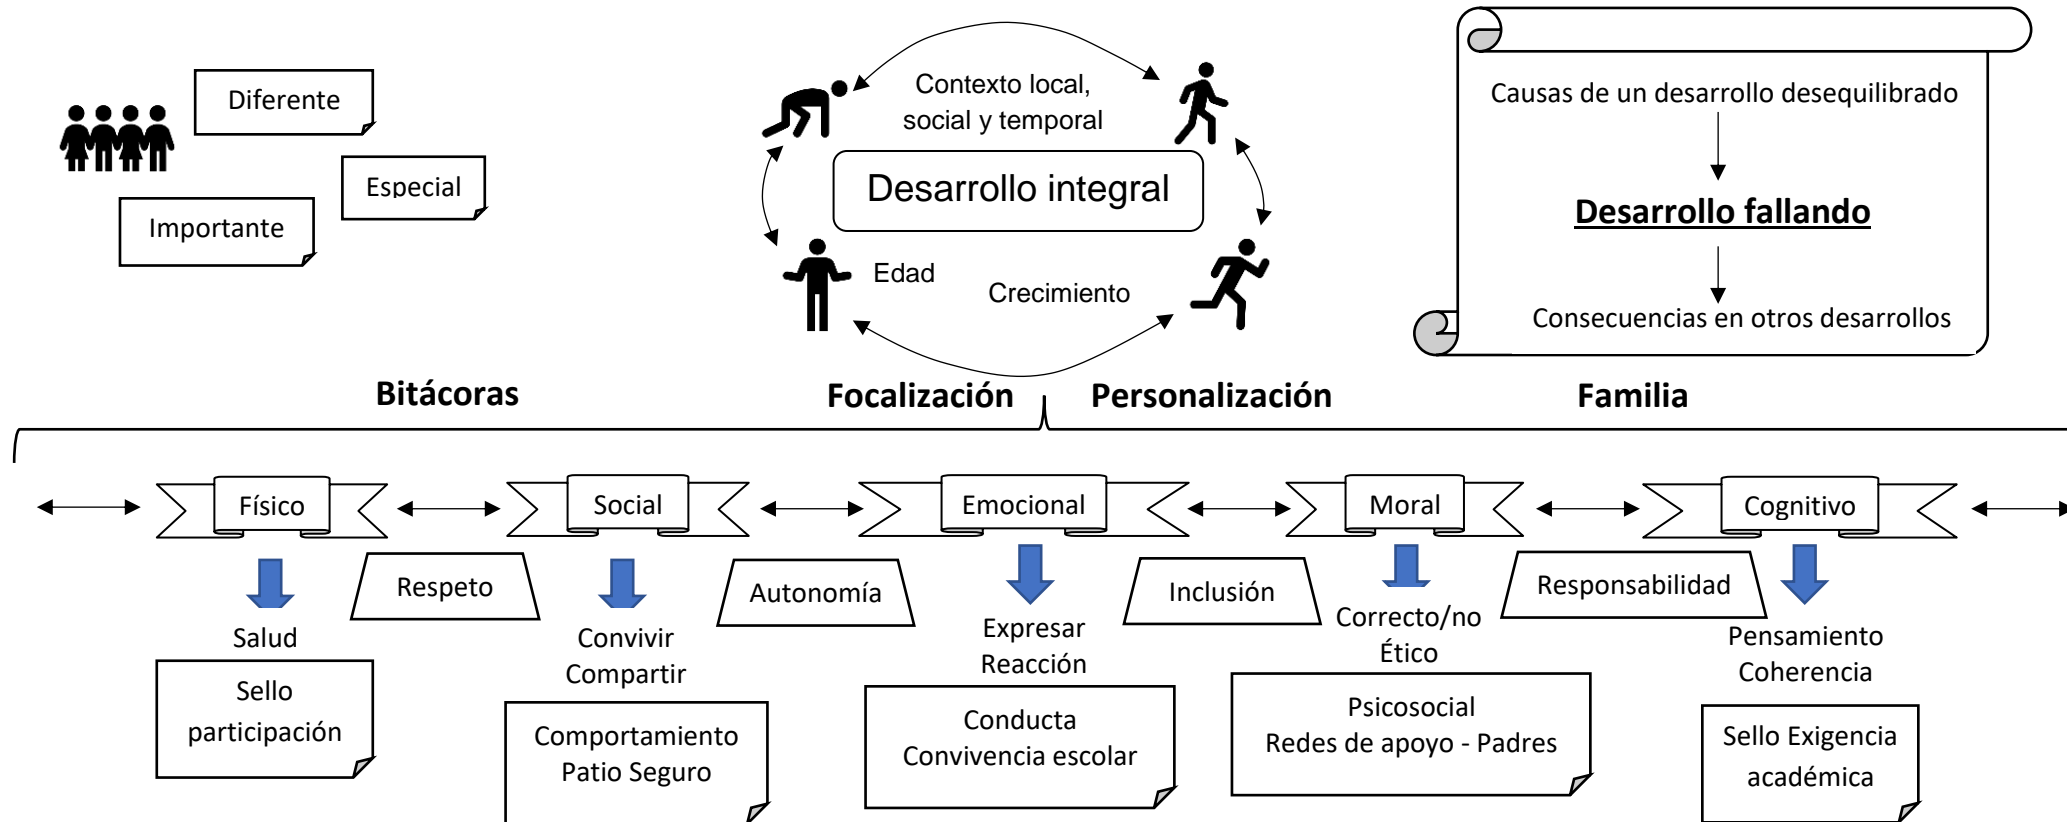 Diferente
Especial
Importante
Contexto local,
social y temporal
Desarrollo integral
Edad
Crecimiento
Causas de un desarrollo desequilibrado
Desarrollo fallando
Consecuencias en otros desarrollos
Bitácoras
Focalización
Personalización
Familia
Físico
Social
Emocional
Moral
Cognitivo
Respeto
Autonomía
Inclusión
Responsabilidad
Salud
Sello
participación
Convivir
Compartir
Comportamiento
Patio Seguro
Expresar
Reacción
Conducta
Convivencia escolar
Correcto/no
Ético
Psicosocial
Redes de apoyo - Padres
Pensamiento
Coherencia
Sello Exigencia
académica